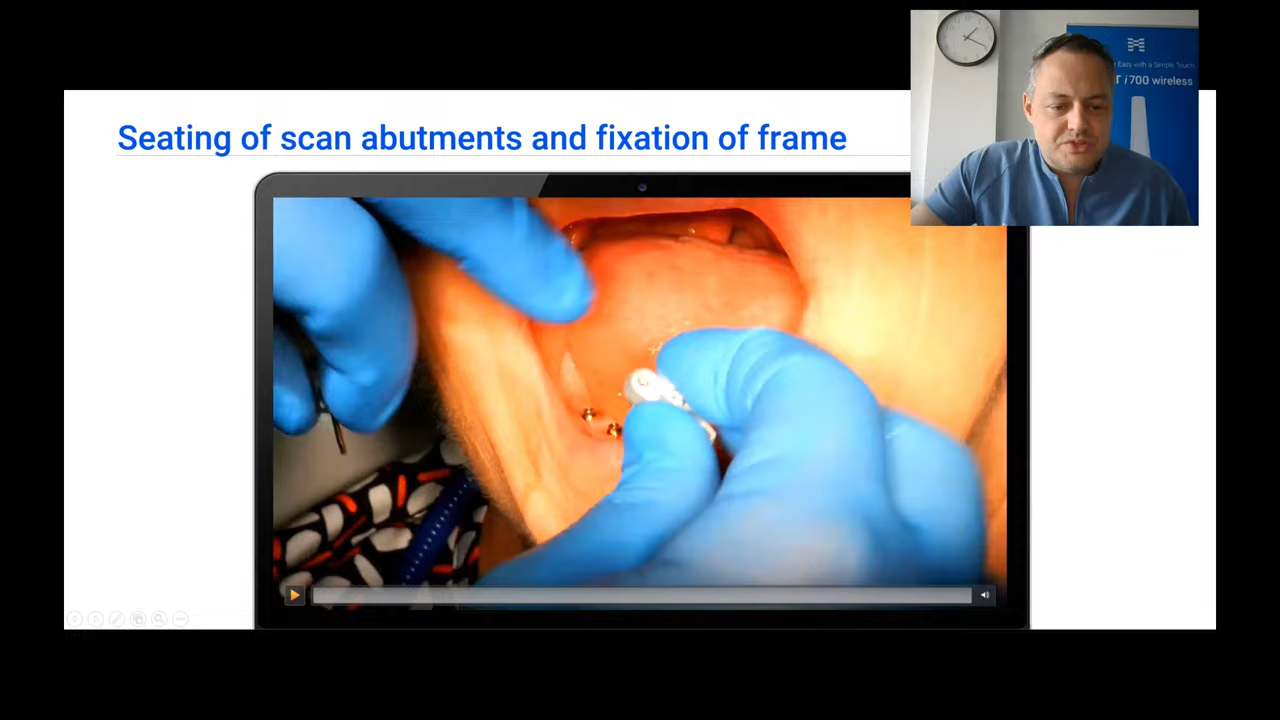 Seating of scan abutments and fixation of frame
Easy with a Simple Touch
i700 wireless